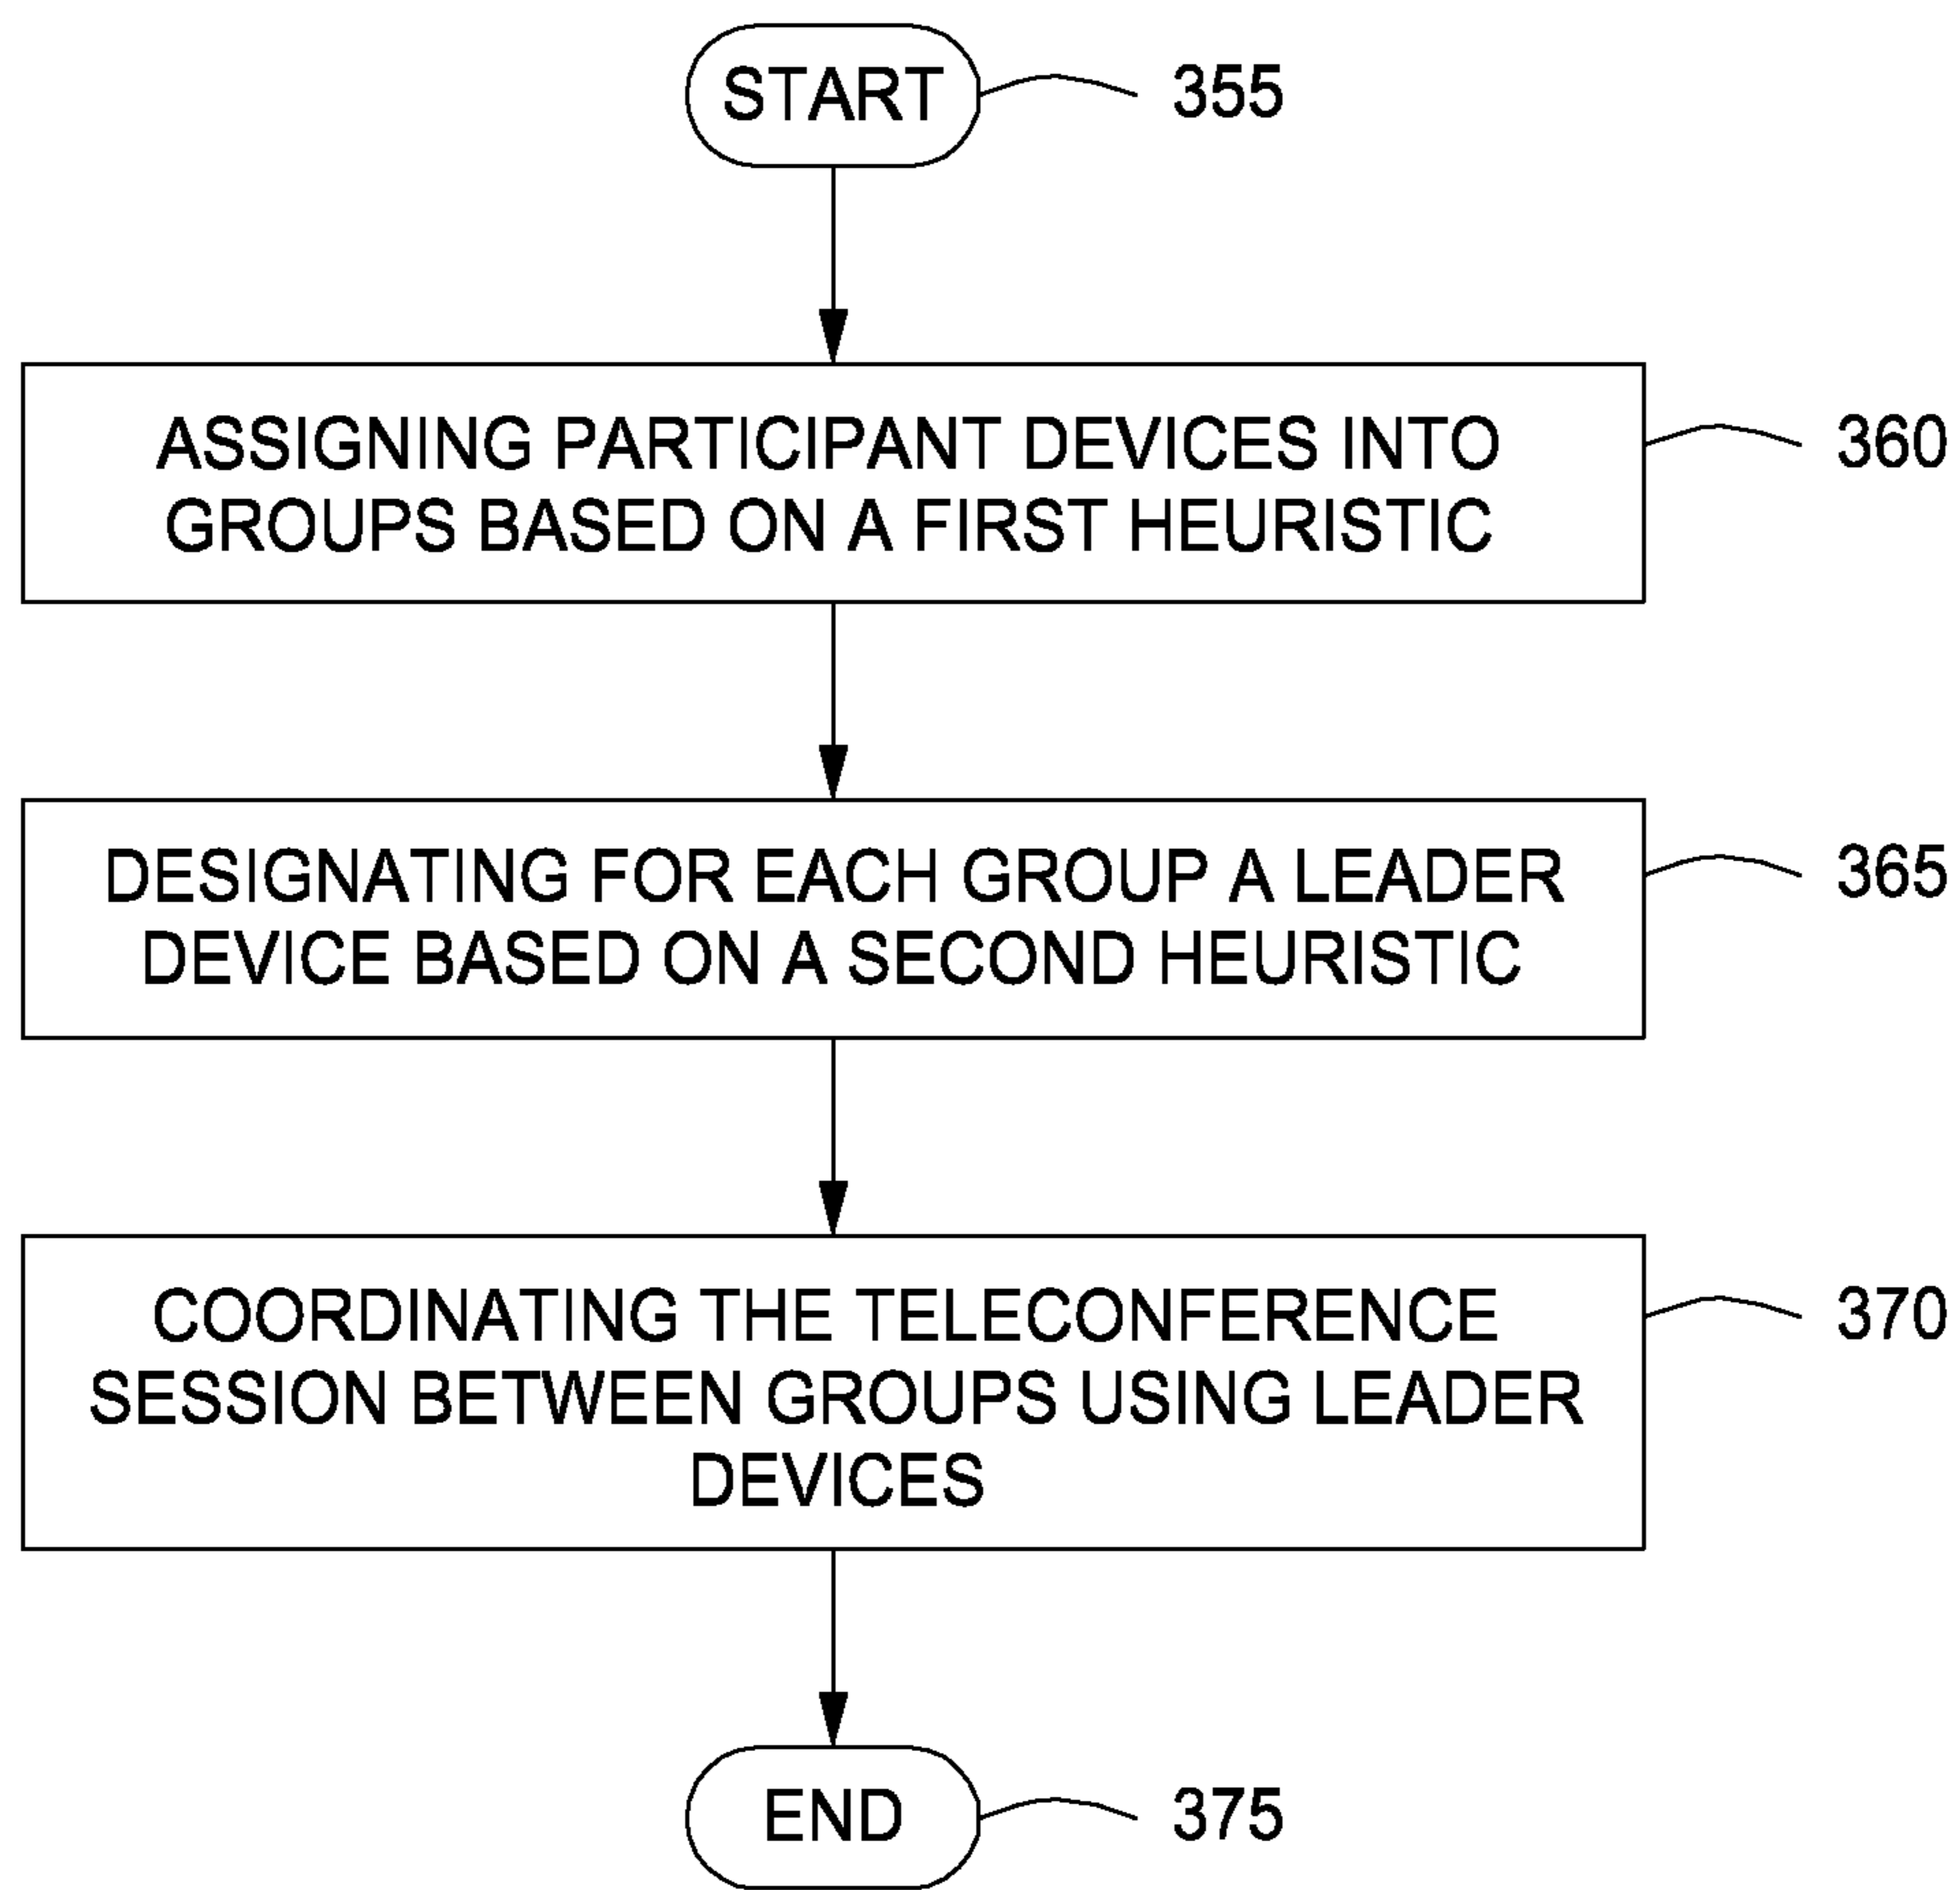 START
355
ASSIGNING PARTICIPANT DEVICES INTO
GROUPS BASED ON A FIRST HEURISTIC
360
DESIGNATING FOR EACH GROUP A LEADER
DEVICE BASED ON A SECOND HEURISTIC
365
COORDINATING THE TELECONFERENCE
SESSION BETWEEN GROUPS USING LEADER
DEVICES
370
END
375